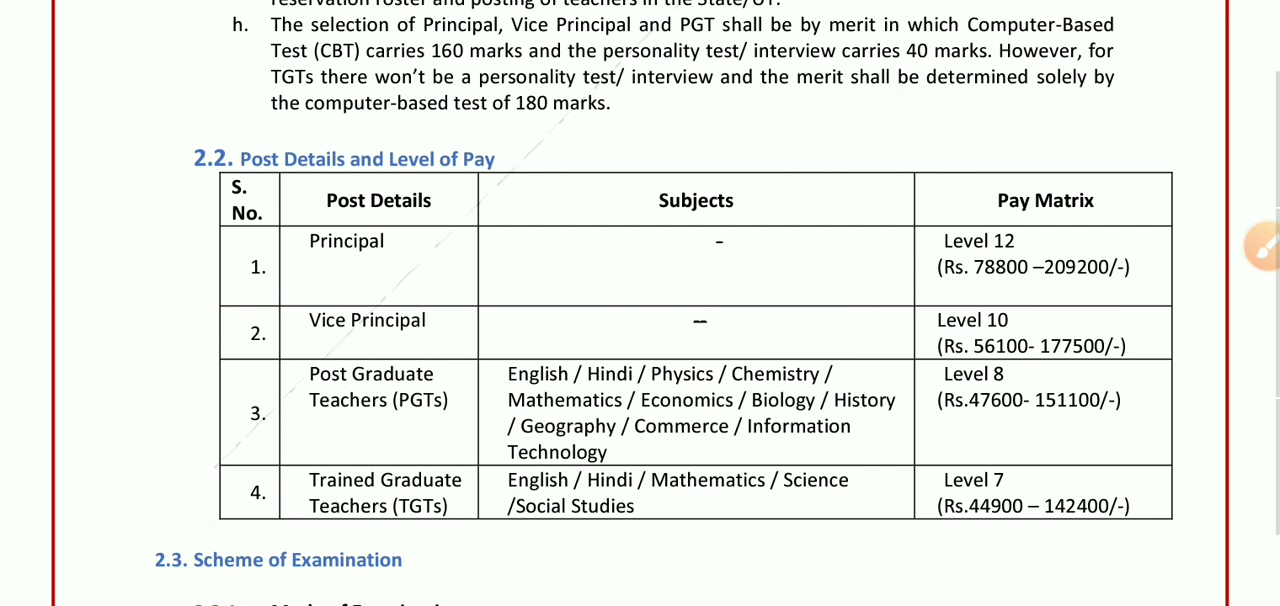 h. The selection of Principal, Vice Principal and PGT shall be by merit in which Computer-Based
Test (CBT) carries 160 marks and the personality test/ interview carries 40 marks. However, for
TGTs there won't be a personality test/ interview and the merit shall be determined solely by
the computer-based test of 180 marks.
2.2. Post Details and Level of Pay
S. No. Post Details Subjects Pay Matrix
1. Principal - Level 12
(Rs. 78800 –209200/-)
2. Vice Principal -- Level 10
(Rs. 56100- 177500/-)
3. Post Graduate English / Hindi / Physics / Chemistry / Level 8
Teachers (PGTs) Mathematics / Economics / Biology / History (Rs.47600- 151100/-)
/ Geography / Commerce / Information
Technology
4. Trained Graduate English / Hindi / Mathematics / Science Level 7
Teachers (TGTs) /Social Studies (Rs.44900 – 142400/-)
2.3. Scheme of Examination